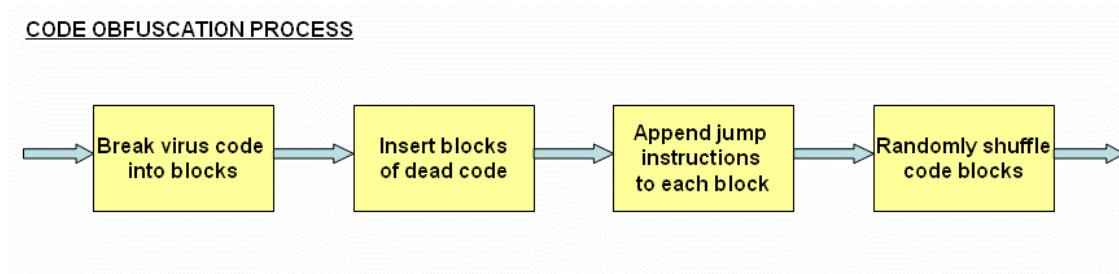 CODE OBFUSCATION PROCESS
Break virus code
into blocks
Insert blocks
of dead code
Append jump
instructions
to each block
Randomly shuffle
code blocks